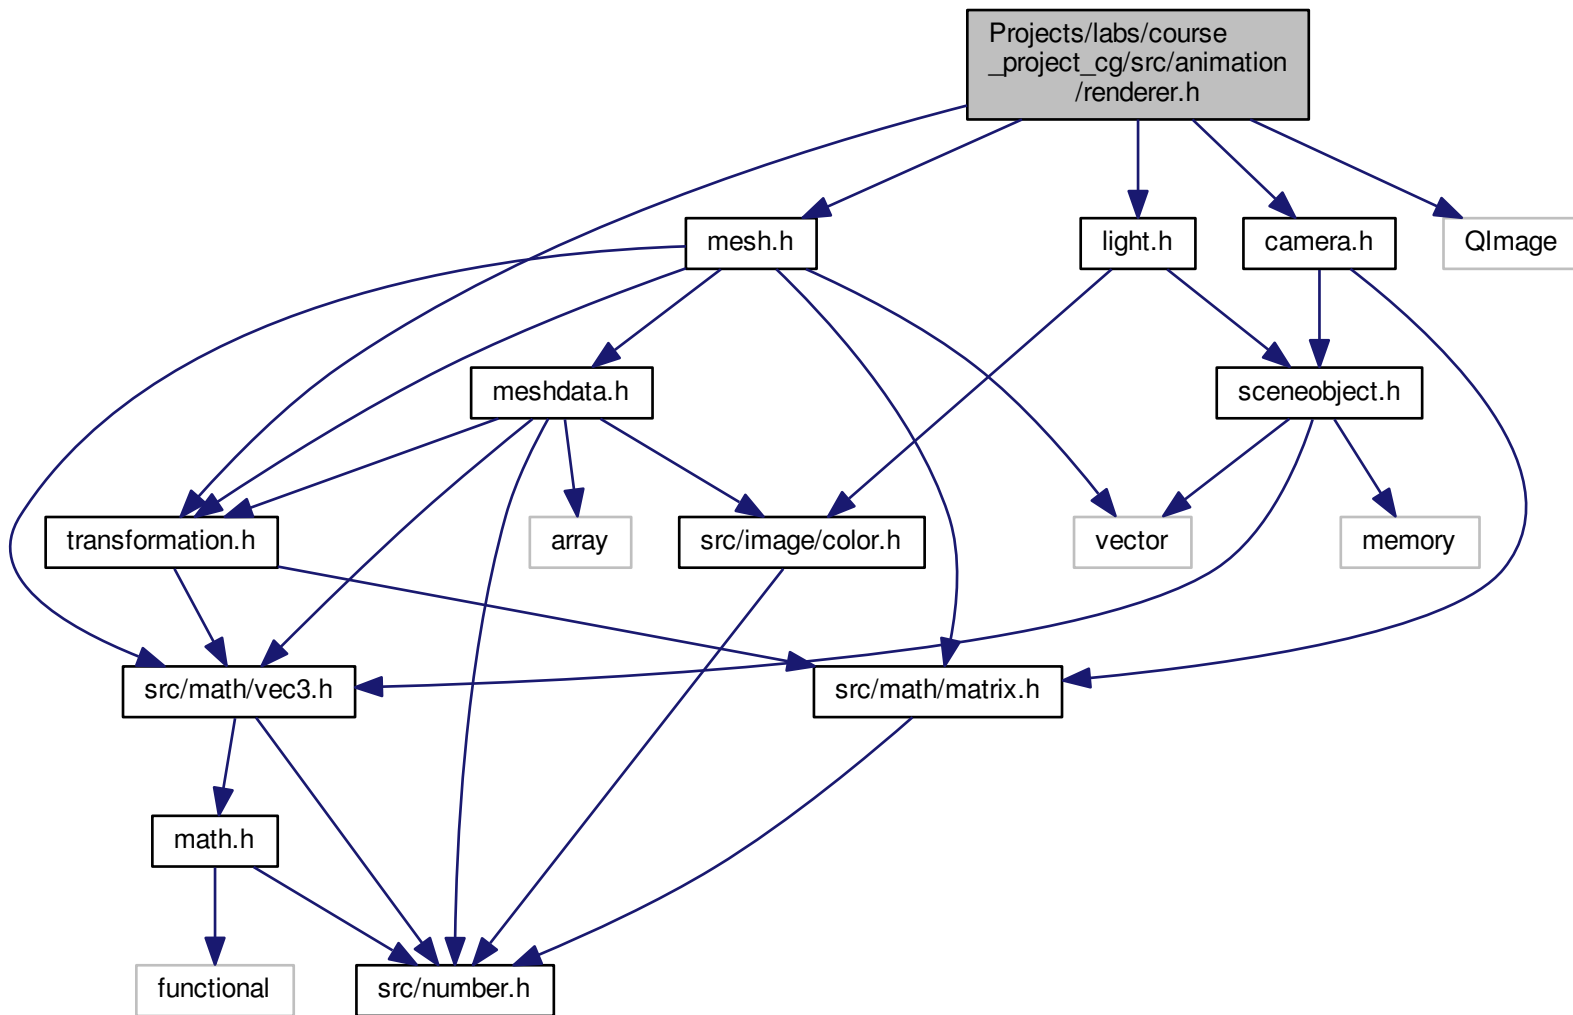 Projects/labs/course
_project_cg/src/animation
/renderer.h
mesh.h
light.h
camera.h
QImage
meshdata.h
sceneobject.h
transformation.h
array
src/image/color.h
vector
memory
src/math/vec3.h
src/math/matrix.h
math.h
functional
src/number.h